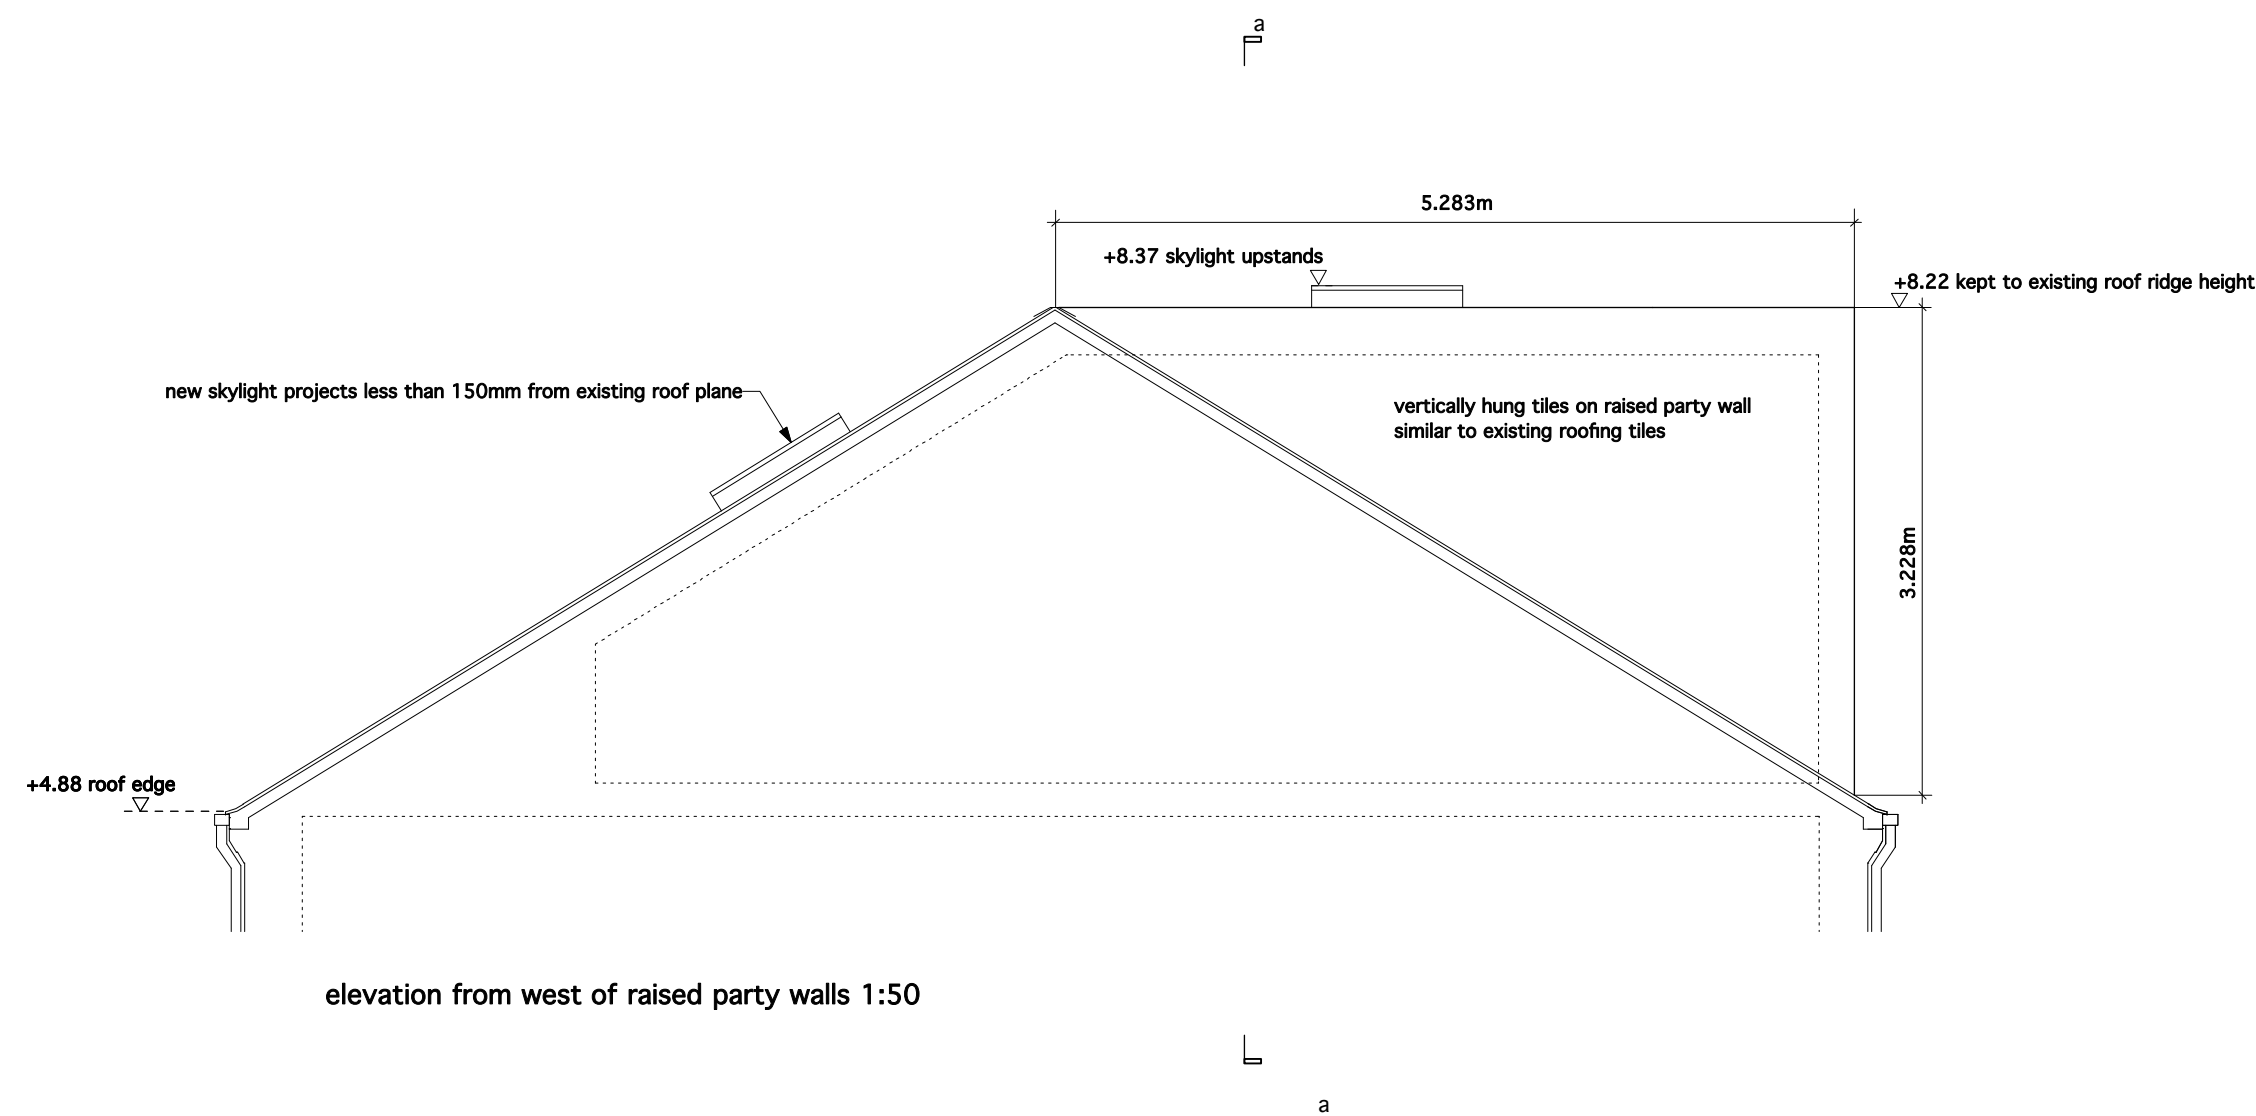 a
5.283m
+8.37 skylight upstands
+8.22 kept to existing roof ridge height
new skylight projects less than 150mm from existing roof plane
vertically hung tiles on raised party wall
similar to existing roofing tiles
3.228m
+4.88 roof edge
elevation from west of raised party walls 1:50
a